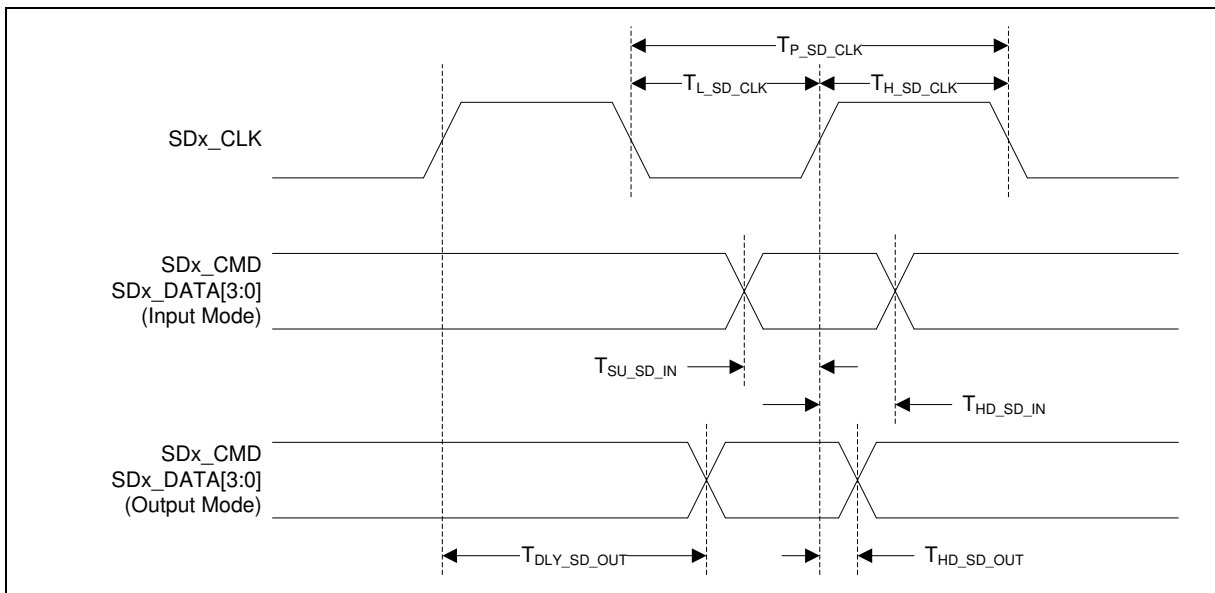 T_P_SD_CLK
T_L_SD_CLK
T_H_SD_CLK
SDx_CLK
SDx_CMD
SDx_DATA[3:0]
(Input Mode)
T_SU_SD_IN
T_HD_SD_IN
SDx_CMD
SDx_DATA[3:0]
(Output Mode)
T_DLY_SD_OUT
T_HD_SD_OUT